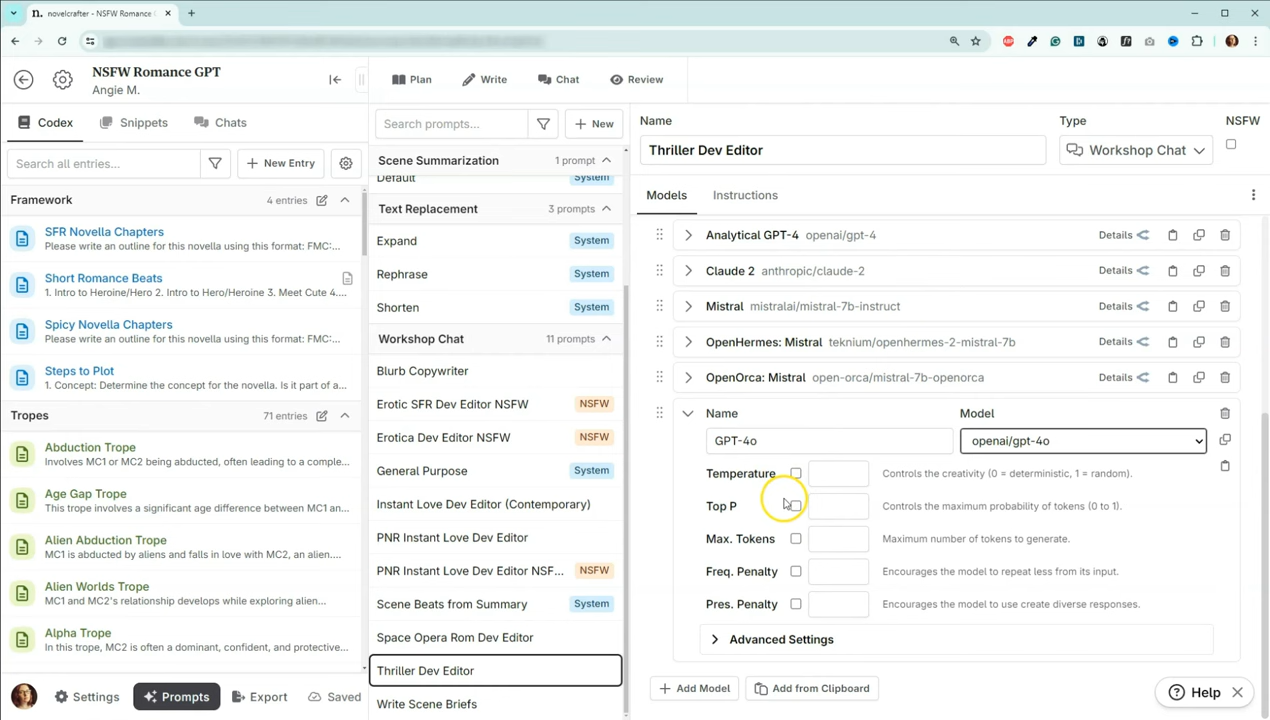 n. novelcrafter - NSFW Romance G
NSFW Romance GPT
Angie M.
Plan
Write
Chat
Review
Codex
Snippets
Chats
Search all entries...
+ New Entry
Framework
4 entries
SFR Novella Chapters
Please write an outline for this novella using this format: FMC:...
Short Romance Beats
1. Intro to Heroine/Hero 2. Intro to Hero/Heroine 3. Meet Cute 4....
Spicy Novella Chapters
Please write an outline for this novella using this format: FMC:...
Steps to Plot
1. Concept: Determine the concept for the novella. Is it part of a...
Tropes
71 entries
Abduction Trope
Involves MC1 or MC2 being abducted, often leading to a comple...
Age Gap Trope
This trope involves a significant age difference between MC1 an...
Alien Abduction Trope
MC1 is abducted by aliens and falls in love with MC2, an alien....
Alien Worlds Trope
MC1 and MC2's relationship develops while exploring alien...
Alpha Trope
In this trope, MC2 is often a dominant, confident, and protective...
Settings
Prompts
Export
Saved
Search prompts...
+ New
Scene Summarization
1 prompt
Default
System
Text Replacement
3 prompts
Expand
System
Rephrase
System
Shorten
System
Workshop Chat
11 prompts
Blurb Copywriter
Erotic SFR Dev Editor NSFW
NSFW
Erotica Dev Editor NSFW
NSFW
General Purpose
System
Instant Love Dev Editor (Contemporary)
PNR Instant Love Dev Editor
PNR Instant Love Dev Editor NSF...
NSFW
Scene Beats from Summary
System
Space Opera Rom Dev Editor
Thriller Dev Editor
Write Scene Briefs
Name
Type
NSFW
Thriller Dev Editor
Workshop Chat
Models
Instructions
Analytical GPT-4 openai/gpt-4
Details
Claude 2 anthropic/claude-2
Details
Mistral mistralai/mistral-7b-instruct
Details
OpenHermes: Mistral teknium/openhermes-2-mistral-7b
Details
OpenOrca: Mistral open-orca/mistral-7b-openorca
Details
Name
Model
GPT-4o
openai/gpt-4o
Temperature
Controls the creativity (0 = deterministic, 1 = random).
Top P
Controls the maximum probability of tokens (0 to 1).
Max. Tokens
Maximum number of tokens to generate.
Freq. Penalty
Encourages the model to repeat less from its input.
Pres. Penalty
Encourages the model to use create diverse responses.
Advanced Settings
+ Add Model
Add from Clipboard
Help